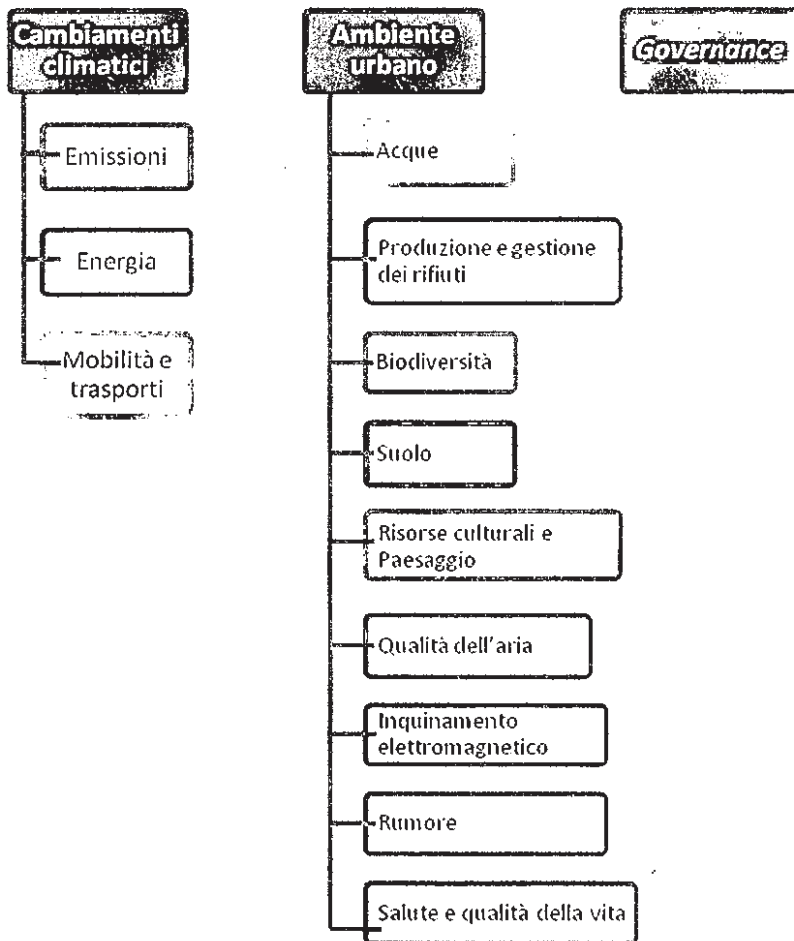 Cambiamenti
climatici
Emissioni
Energia
Mobilità e
trasporti
Ambiente
urbano
Acque
Produzione e gestione
dei rifiuti
Biodiversità
Suolo
Risorse culturali e
Paesaggio
Qualità dell'aria
Inquinamento
elettromagnetico
Rumore
Salute e qualità della vita
Governance